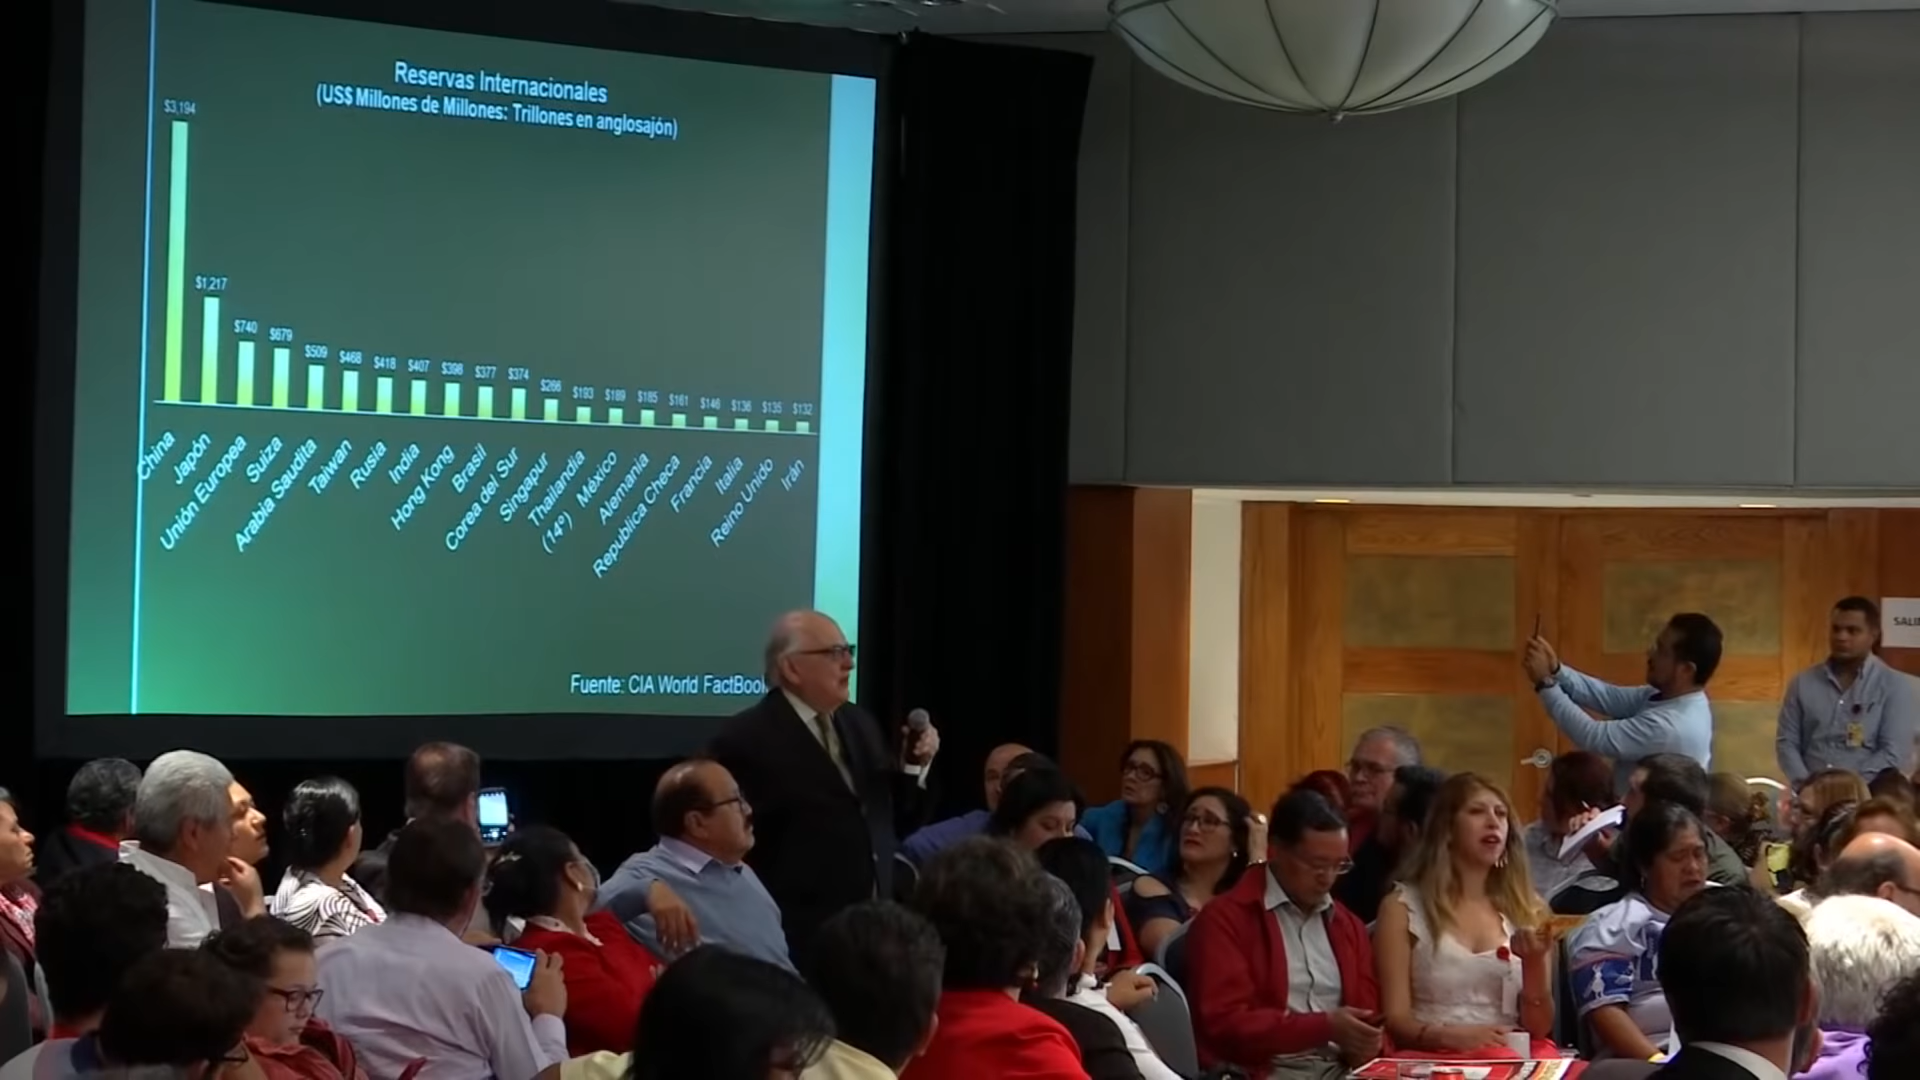 Reservas Internacionales
(US$ Millones de Millones: Trillones en anglosajón)
$3,194
$1,217
$740
$679
$509
$468
$418
$407
$398
$377
$374
$266
$193
$189
$185
$161
$146
$136
$135
$132
China
Japón
Unión Europea
Suiza
Arabia Saudita
Taiwan
Rusia
India
Hong Kong
Brasil
Corea del Sur
Singapur
Thailandia
(14º) México
Alemania
Republica Checa
Francia
Italia
Reino Unido
Irán
Fuente: CIA World FactBook